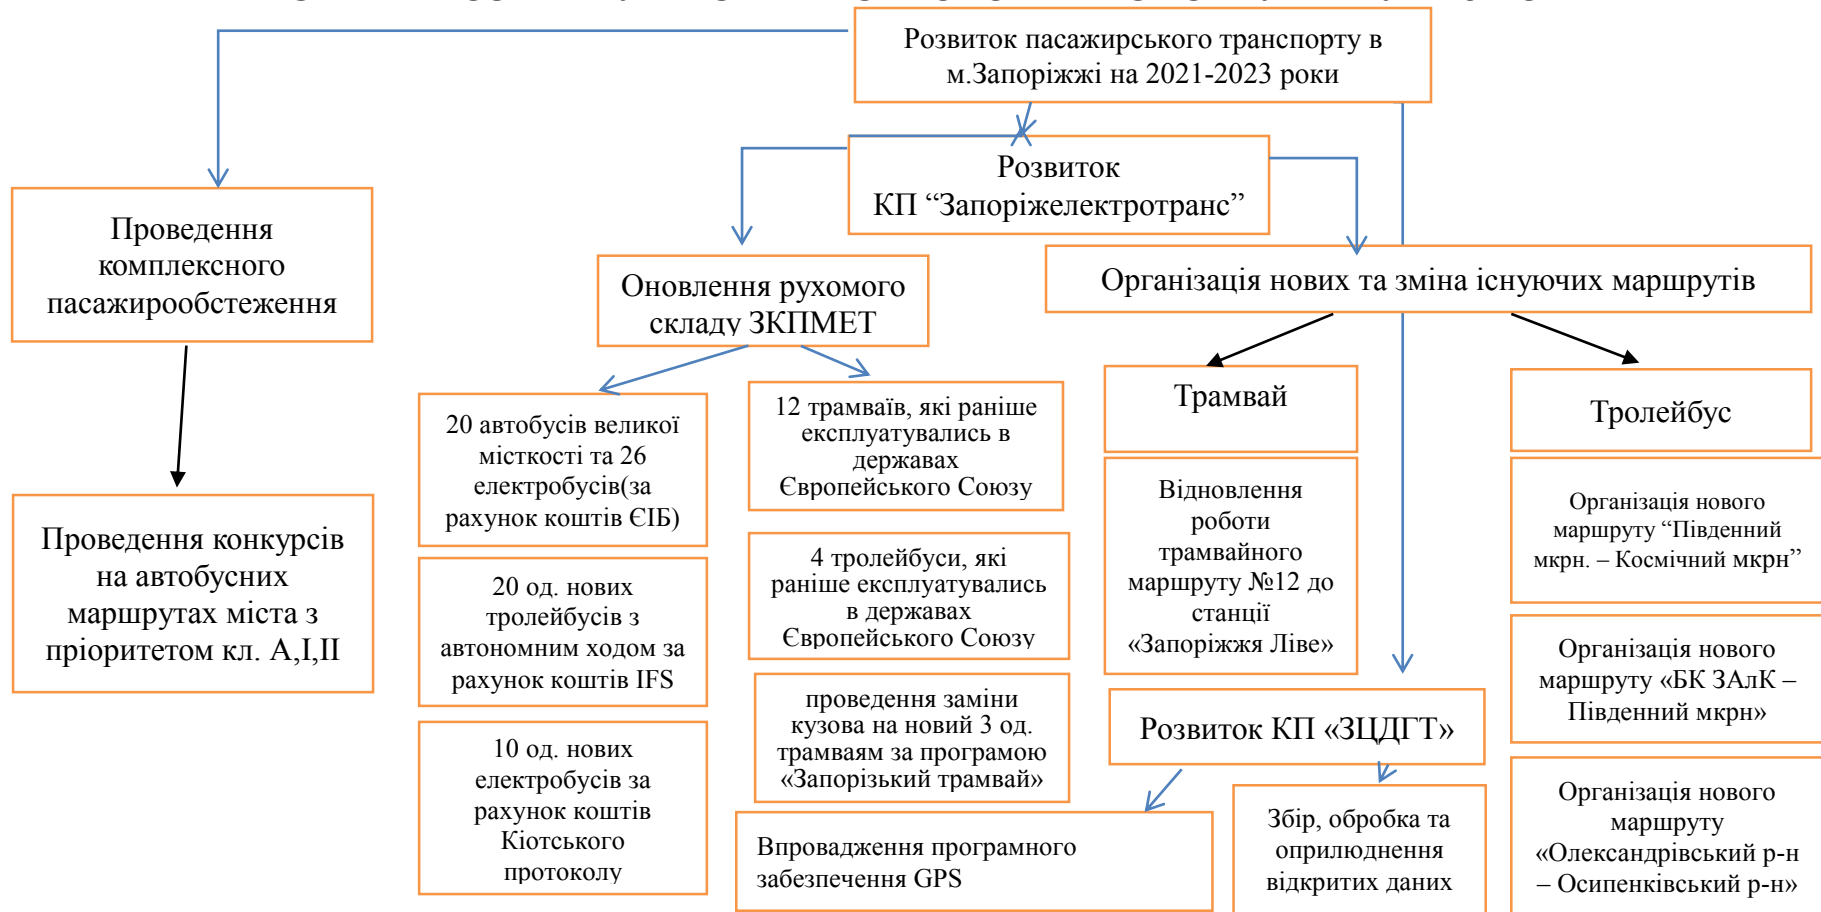 Розвиток пасажирського транспорту в
м.Запоріжжі на 2021-2023 роки
Розвиток
КП “Запоріжелектротранс”
Проведення
комплексного
пасажирообстеження
Проведення конкурсів
на автобусних
маршрутах міста з
пріоритетом кл. А,І,ІІ
Оновлення рухомого
складу ЗКПМЕТ
20 автобусів великої
місткості та 26
електробусів(за
рахунок коштів ЄІБ)
20 од. нових
тролейбусів з
автономним ходом за
рахунок коштів IFS
10 од. нових
електробусів за
рахунок коштів
Кіотського
протоколу
12 трамваїв, які раніше
експлуатувались в
державах
Європейського Союзу
4 тролейбуси, які
раніше експлуатувались
в державах
Європейського Союзу
проведення заміни
кузова на новий 3 од.
трамваям за програмою
«Запорізький трамвай»
Організація нових та зміна існуючих маршрутів
Трамвай
Відновлення
роботи
трамвайного
маршруту №12 до
станції
«Запоріжжя Ліве»
Тролейбус
Організація нового
маршруту “Південний
мкрн. – Космічний мкрн”
Організація нового
маршруту «БК ЗАлК –
Південний мкрн»
Організація нового
маршруту
«Олександрівський р-н
– Осипенківський р-н»
Розвиток КП «ЗЦДГТ»
Впровадження програмного
забезпечення GPS
Збір, обробка та
оприлюднення
відкритих даних